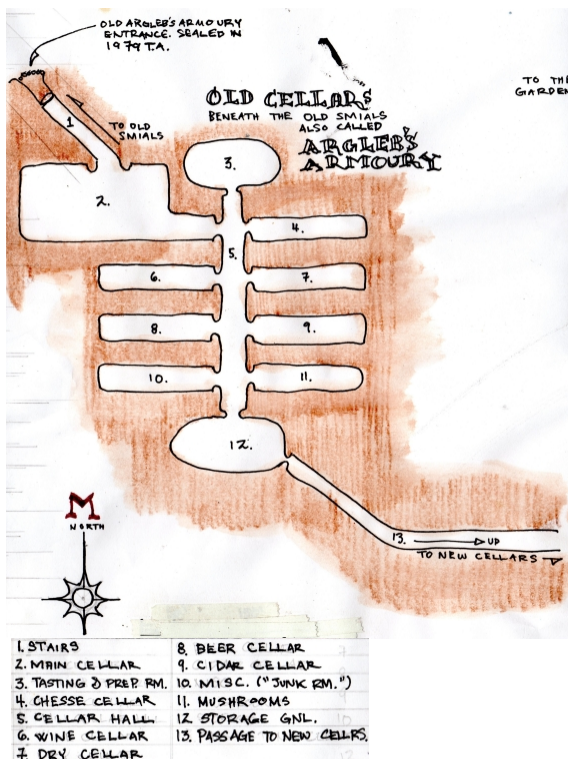 OLD ARGLEB'S ARMOURY
ENTRANCE. SEALED IN
1979 T.A.
TO THE
GARDEN
OLD CELLARS
BENEATH THE OLD SMIALS
ALSO CALLED
ARGLEB'S
ARMOURY
1
TO OLD
SMIALS
2.
3.
4.
5.
6.
7.
8.
9.
10.
11.
12.
13.
UP
TO NEW CELLARS
M
NORTH
1. STAIRS
2. MAIN CELLAR
3. TASTING & PREP. RM.
4. CHESSE CELLAR
5. CELLAR HALL
6. WINE CELLAR
7. DRY CELLAR
8. BEER CELLAR
9. CIDAR CELLAR
10. MISC. ("JUNK RM.")
11. MUSHROOMS
12. STORAGE GNL.
13. PASSAGE TO NEW CELLRS.